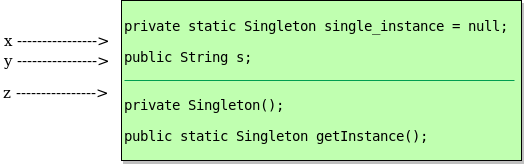 private static Singleton single_instance = null;
x ---------------->
public String s;
y ---------------->
z ---------------->
private Singleton();
public static Singleton getInstance();